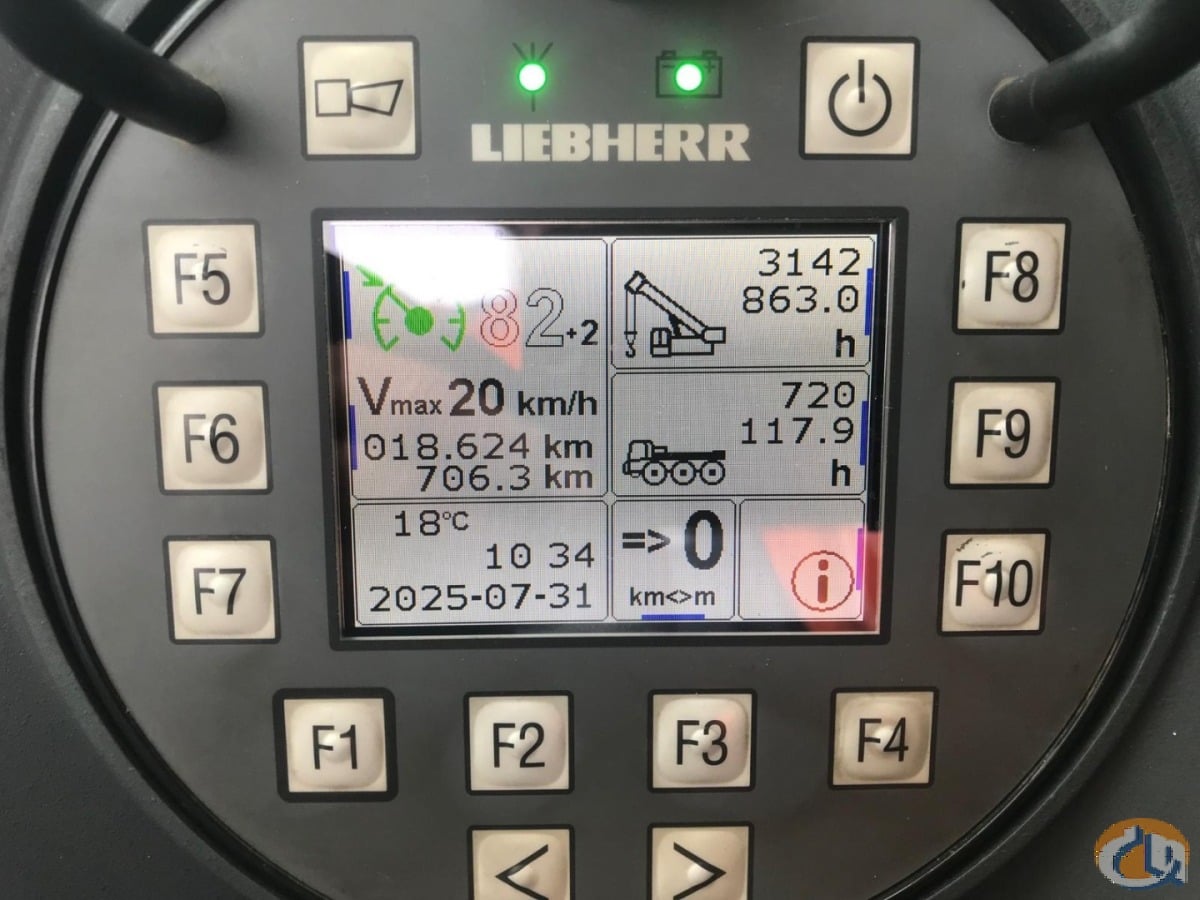 LIEBHERR
F5
F8
82+2
3142
863.0
h
Vmax 20 km/h
F6
F9
018.624 km
706.3 km
720
117.9
h
18°C
10 34
2025-07-31
=> 0
km<>m
i
F7
F10
F1
F2
F3
F4
< >